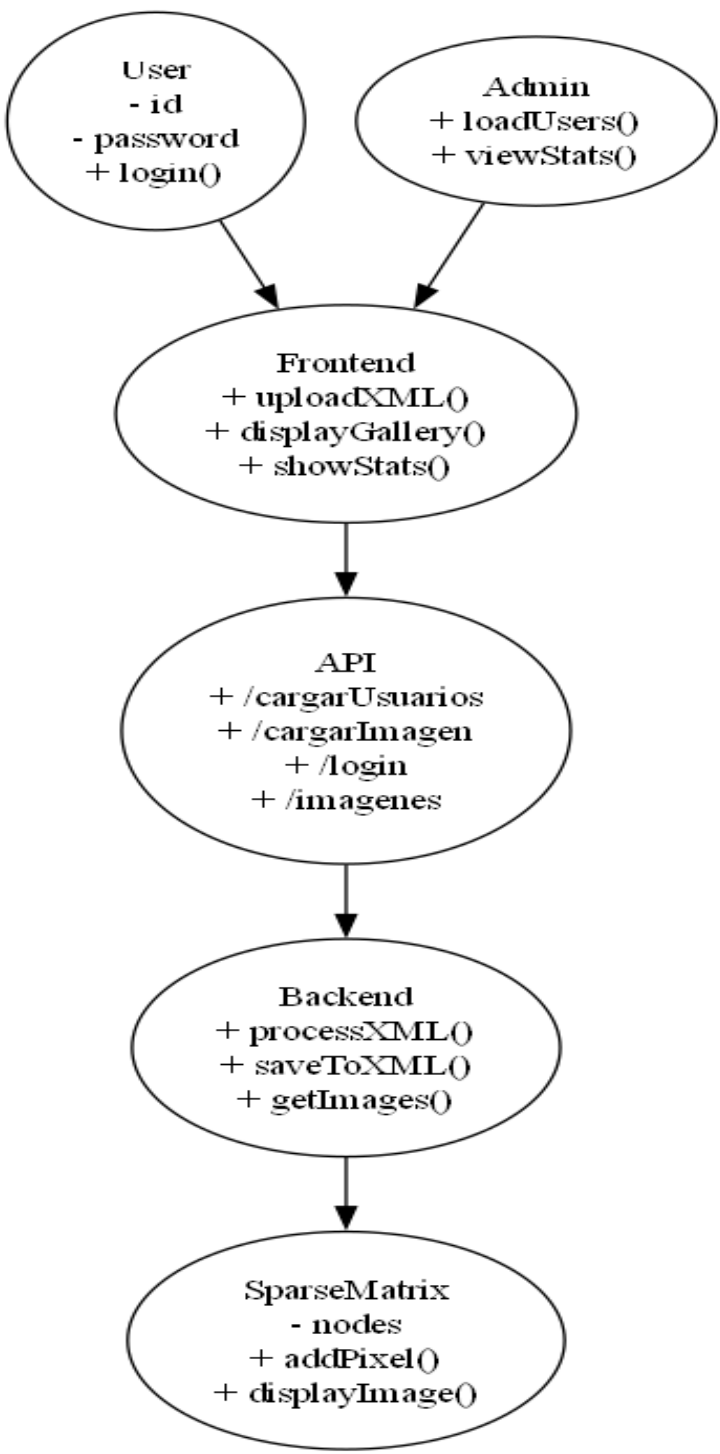 User
- id
- password
+ login()
Admin
+ loadUsers()
+ viewStats()
Frontend
+ uploadXML()
+ displayGallery()
+ showStats()
API
+ /cargarUsuarios
+ /cargarImagen
+ /login
+ /imagenes
Backend
+ processXML()
+ saveToXML()
+ getImages()
SparseMatrix
- nodes
+ addPixel()
+ displayImage()